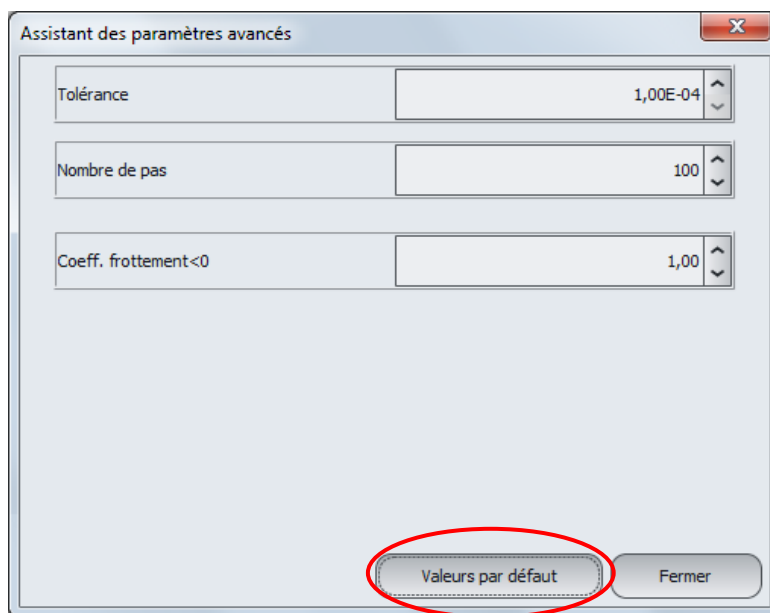 Assistant des paramètres avancés
Tolérance 1,00E-04
Nombre de pas 100
Coeff. frottement<0 1,00
Valeurs par défaut Fermer